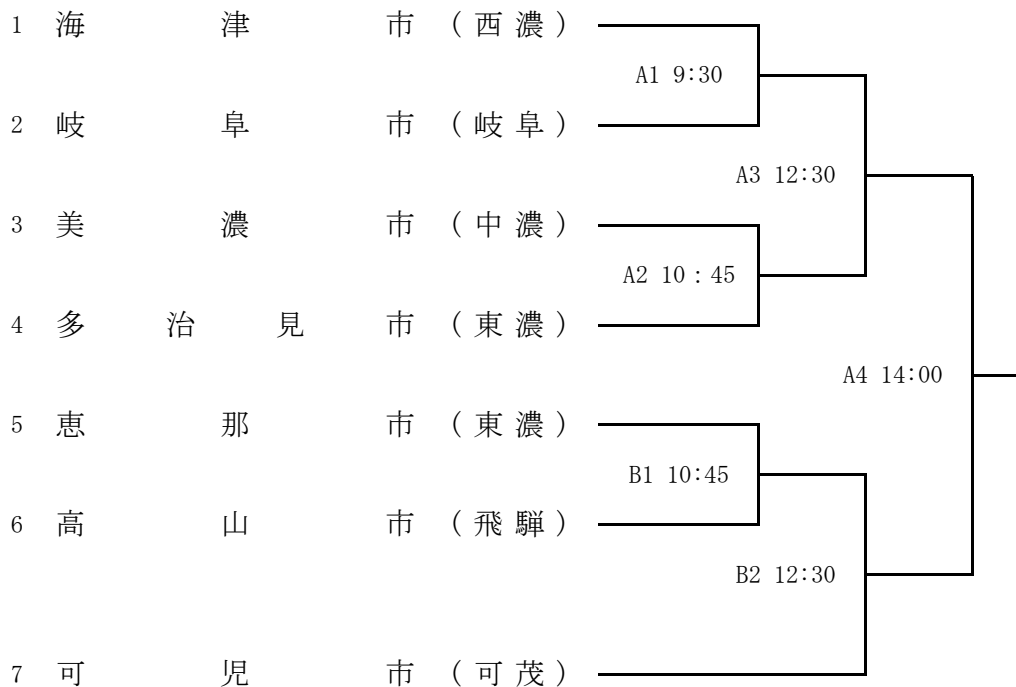 1 海津市（西濃）
A1 9:30
2 岐阜市（岐阜）
A3 12:30
3 美濃市（中濃）
A2 10：45
4 多治見市（東濃）
A4 14:00
5 恵那市（東濃）
B1 10:45
6 高山市（飛騨）
B2 12:30
7 可児市（可茂）